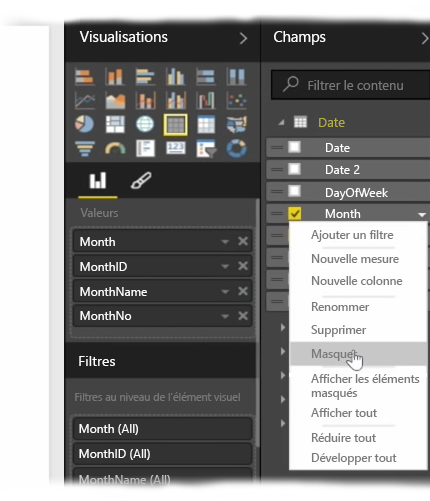 Visualisations
Champs
Filtrer le contenu
Date
Date
Date 2
DayOfWeek
Month
Valeurs
Month
MonthID
MonthName
MonthNo
Filtres
Filtres au niveau de l'élément visuel
Month (All)
MonthID (All)
MonthName (All)
Ajouter un filtre
Nouvelle mesure
Nouvelle colonne
Renommer
Supprimer
Masquer
Afficher les éléments
masqués
Afficher tout
Réduire tout
Développer tout